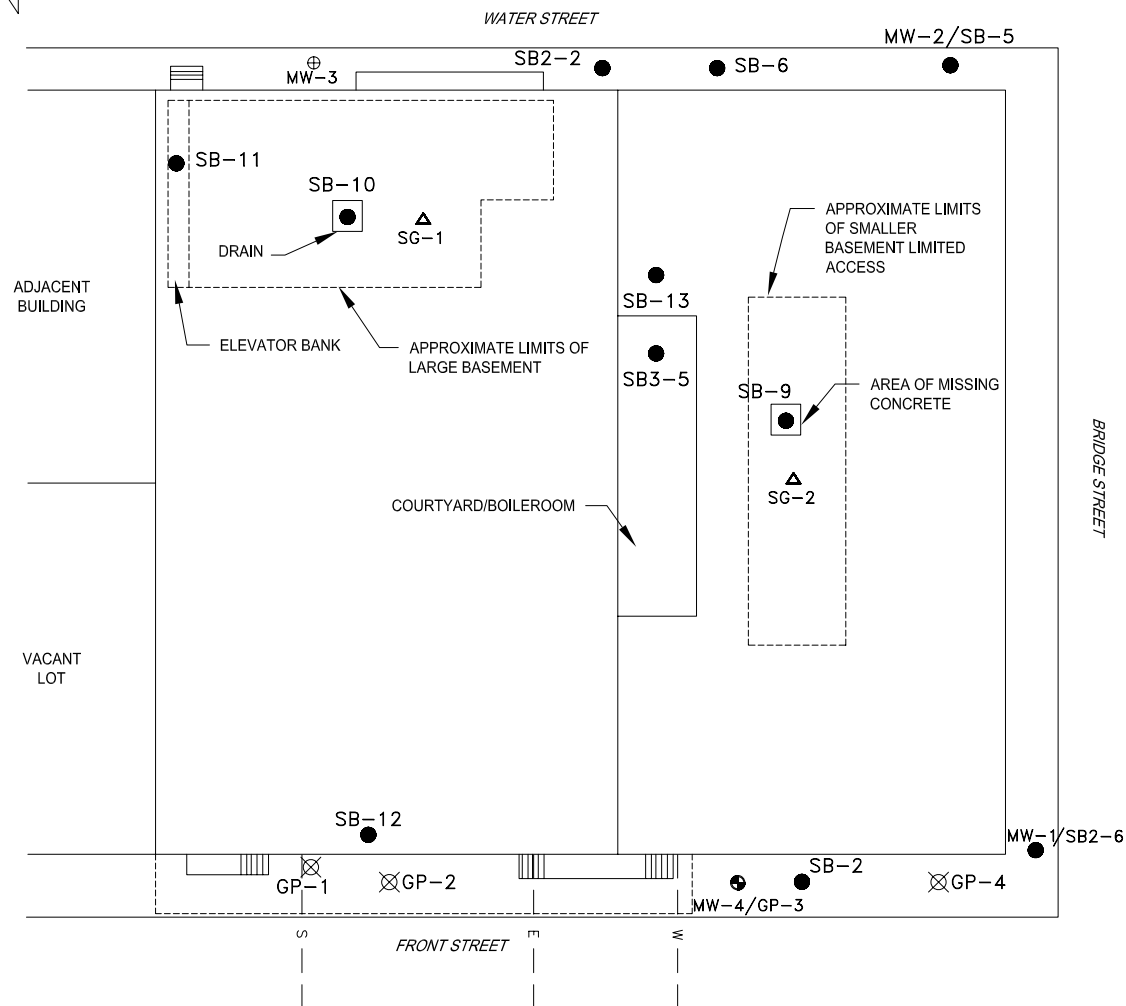 WATER STREET
MW-2/SB-5
SB2-2
SB-6
MW-3
SB-11
SB-10
SG-1
DRAIN
APPROXIMATE LIMITS
OF SMALLER
BASEMENT LIMITED
ACCESS
ADJACENT
BUILDING
SB-13
ELEVATOR BANK
APPROXIMATE LIMITS OF
LARGE BASEMENT
SB3-5
SB-9
AREA OF MISSING
CONCRETE
BRIDGE STREET
SG-2
COURTYARD/BOILEROOM
VACANT
LOT
SB-12
MW-1/SB2-6
SB-2
GP-1
GP-2
GP-4
MW-4/GP-3
S
E
W
FRONT STREET